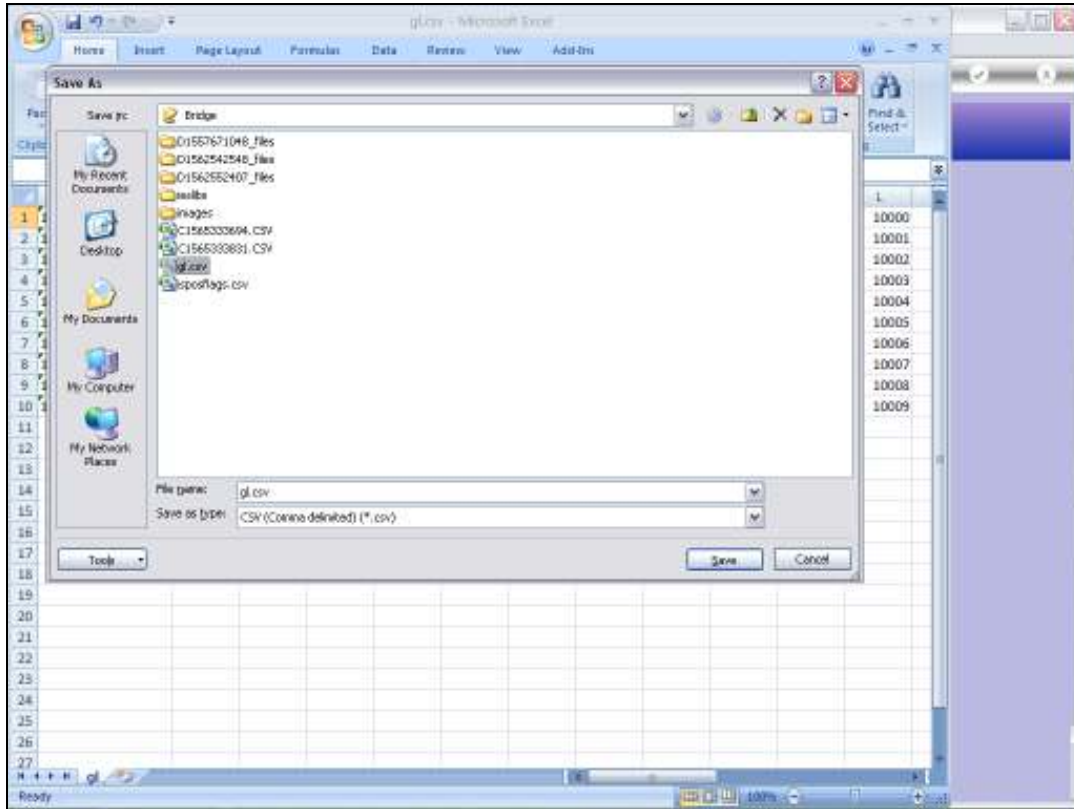 gl.csv - Microsoft Excel
Home Insert Page Layout Formulas Data Review View Add-Ins
Save As
Save in: Bridge
Find &
Select
D1557671048_files
D1562542548_files
D1562552407_files
images
C1565333694.CSV
C1565333831.CSV
gl.csv
isposflags.csv
My Recent
Documents
Desktop
My Documents
My Computer
My Network
Places
File name: gl.csv
Save as type: CSV (Comma delimited) (*.csv)
Tools Save Cancel
L
1 10000
2 10001
3 10002
4 10003
5 10004
6 10005
7 10006
8 10007
9 10008
10 10009
11
12
13
14
15
16
17
18
19
20
21
22
23
24
25
26
27
gl
Ready 100%